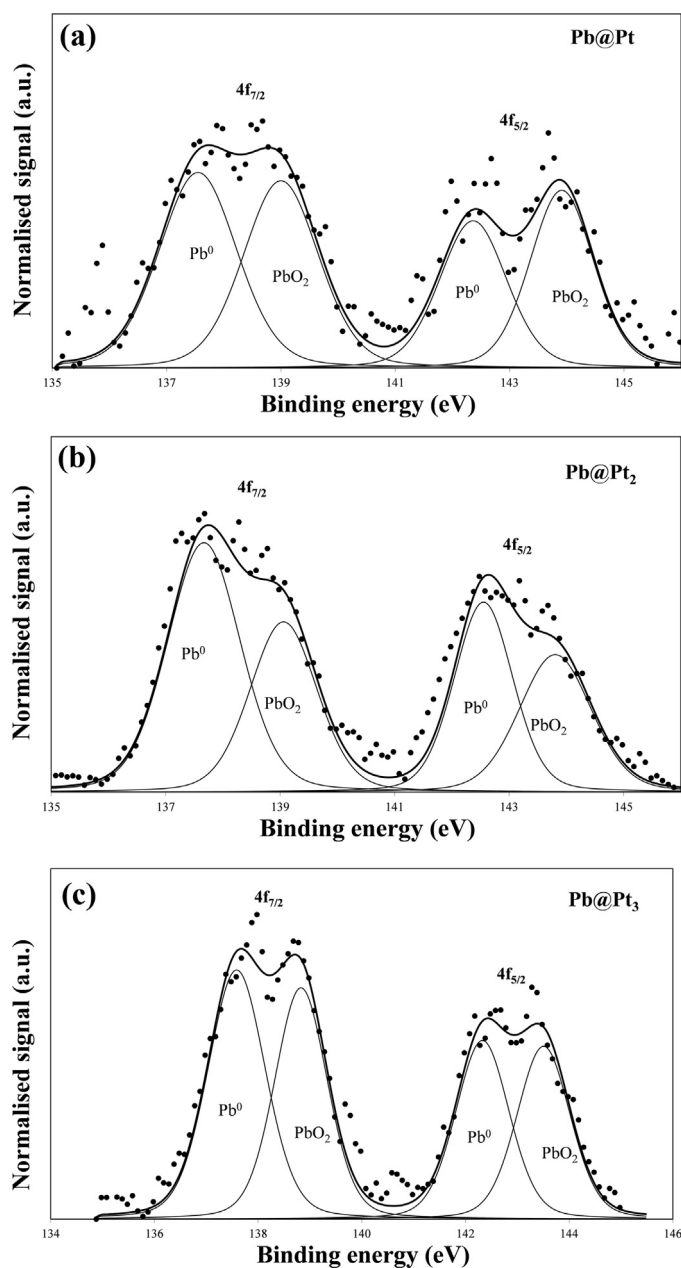 (a)
Pb@Pt
4f7/2
4f5/2
Normalised signal (a.u.)
Pb0
PbO2
Pb0
PbO2
135 137 139 141 143 145
Binding energy (eV)
(b)
Pb@Pt2
4f7/2
4f5/2
Normalised signal (a.u.)
Pb0
PbO2
Pb0
PbO2
135 137 139 141 143 145
Binding energy (eV)
(c)
Pb@Pt3
4f7/2
4f5/2
Normalised signal (a.u.)
Pb0
PbO2
Pb0
PbO2
134 136 138 140 142 144 146
Binding energy (eV)